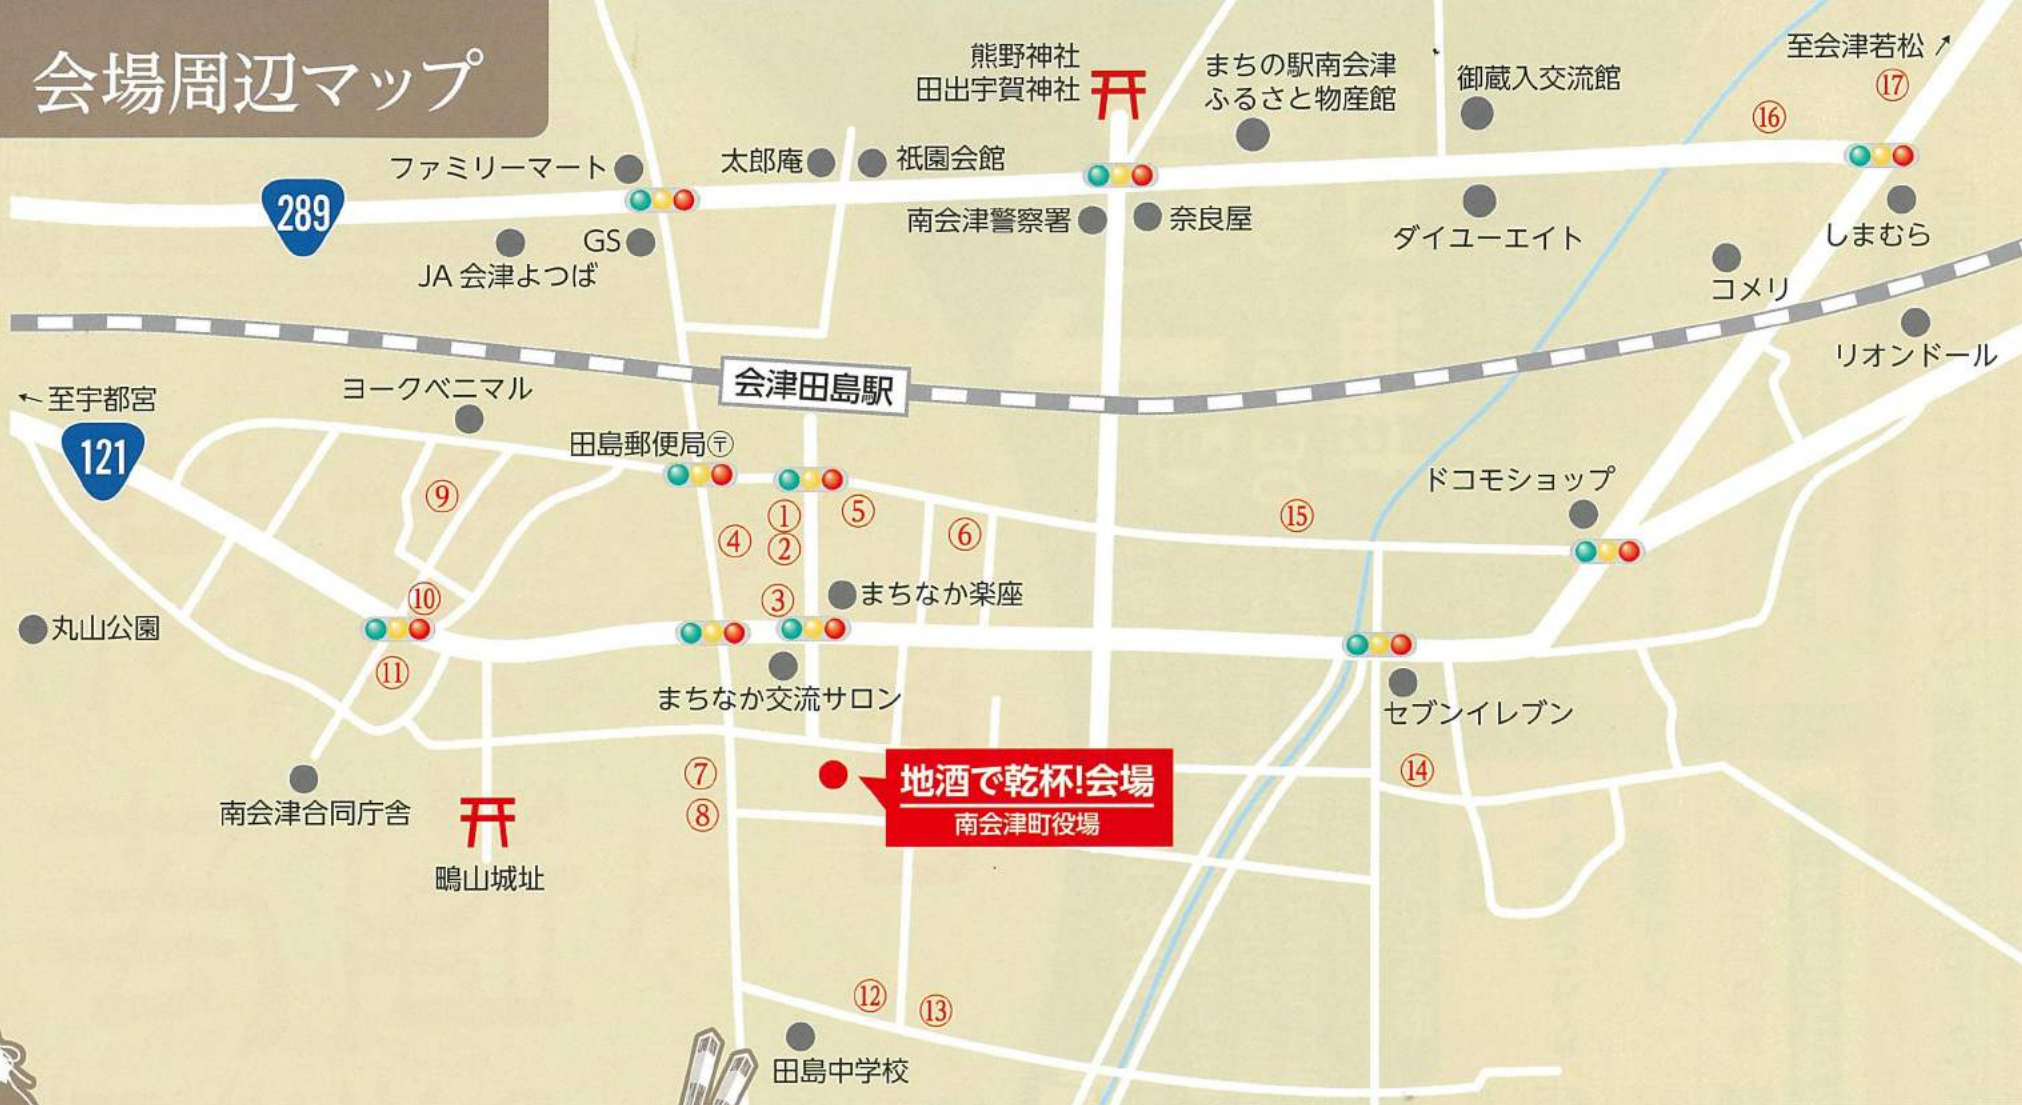 会場周辺マップ
熊野神社
田出宇賀神社
まちの駅南会津
ふるさと物産館
御蔵入交流館
至会津若松↗
⑰
⑯
ファミリーマート
太郎庵
祇園会館
289
GS
JA 会津よつば
南会津警察署
奈良屋
ダイユーエイト
しまむら
コメリ
リオンドール
会津田島駅
←至宇都宮
121
ヨークベニマル
田島郵便局〒
ドコモショップ
⑨
①
②
④
⑤
⑥
⑮
③
まちなか楽座
⑩
丸山公園
⑪
まちなか交流サロン
セブンイレブン
⑦
⑧
地酒で乾杯!会場
南会津町役場
⑭
南会津合同庁舎
鴫山城址
⑫
⑬
田島中学校